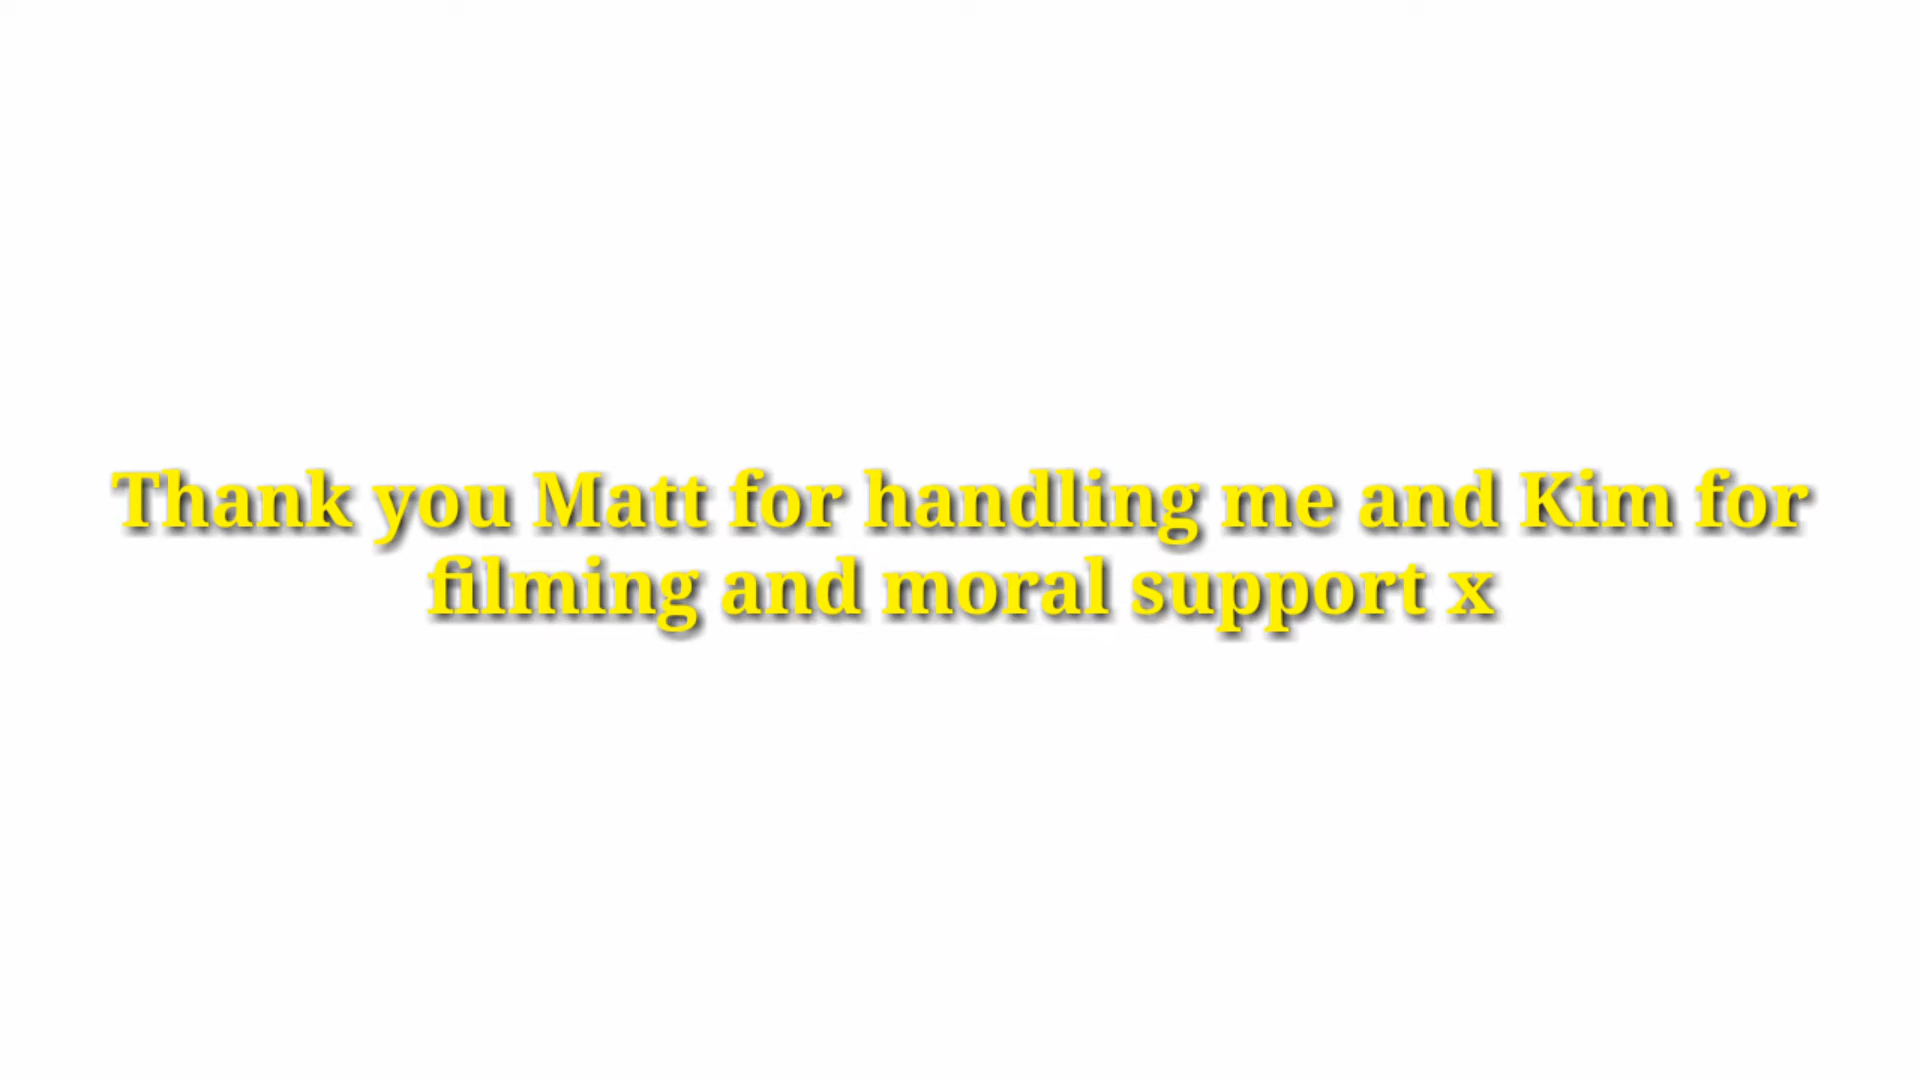 Thank you Matt for handling me and Kim for
filming and moral support x